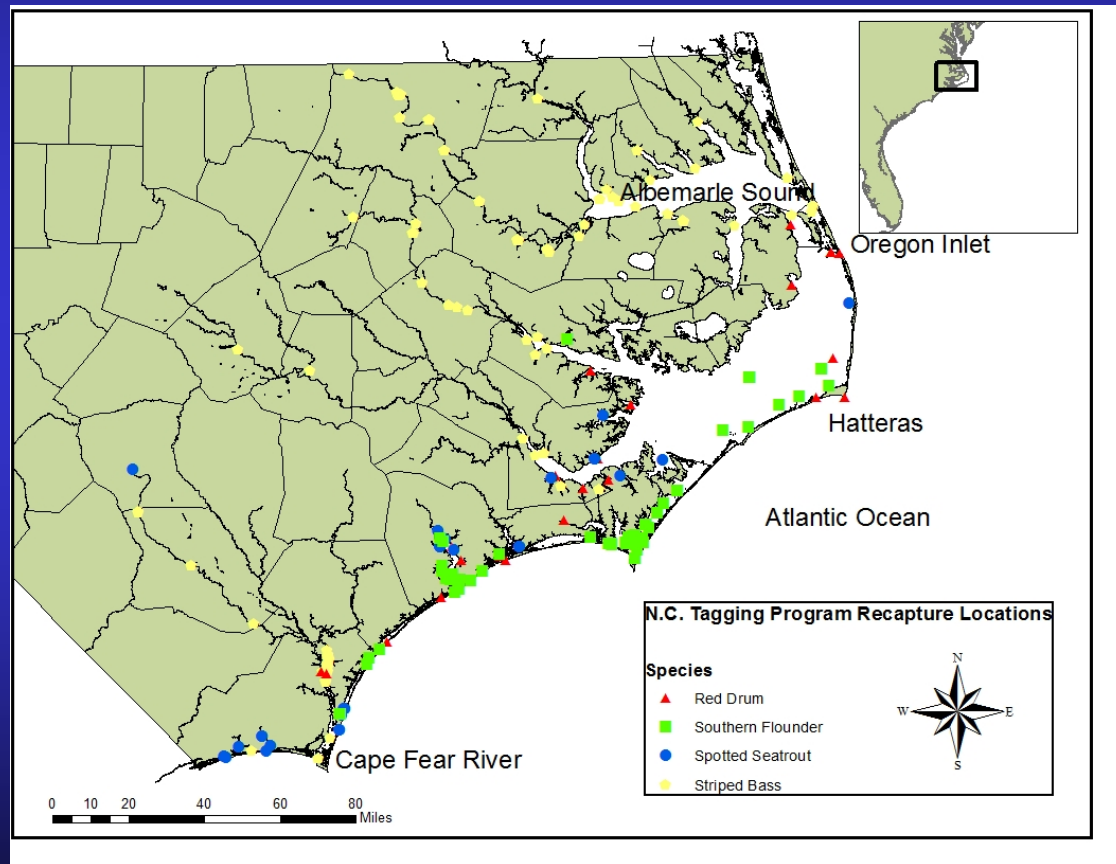 Albemarle Sound
Oregon Inlet
Hatteras
Atlantic Ocean
N.C. Tagging Program Recapture Locations
Species
Red Drum
Southern Flounder
Spotted Seatrout
Striped Bass
N
W E
S
Cape Fear River
0 10 20 40 60 80
Miles